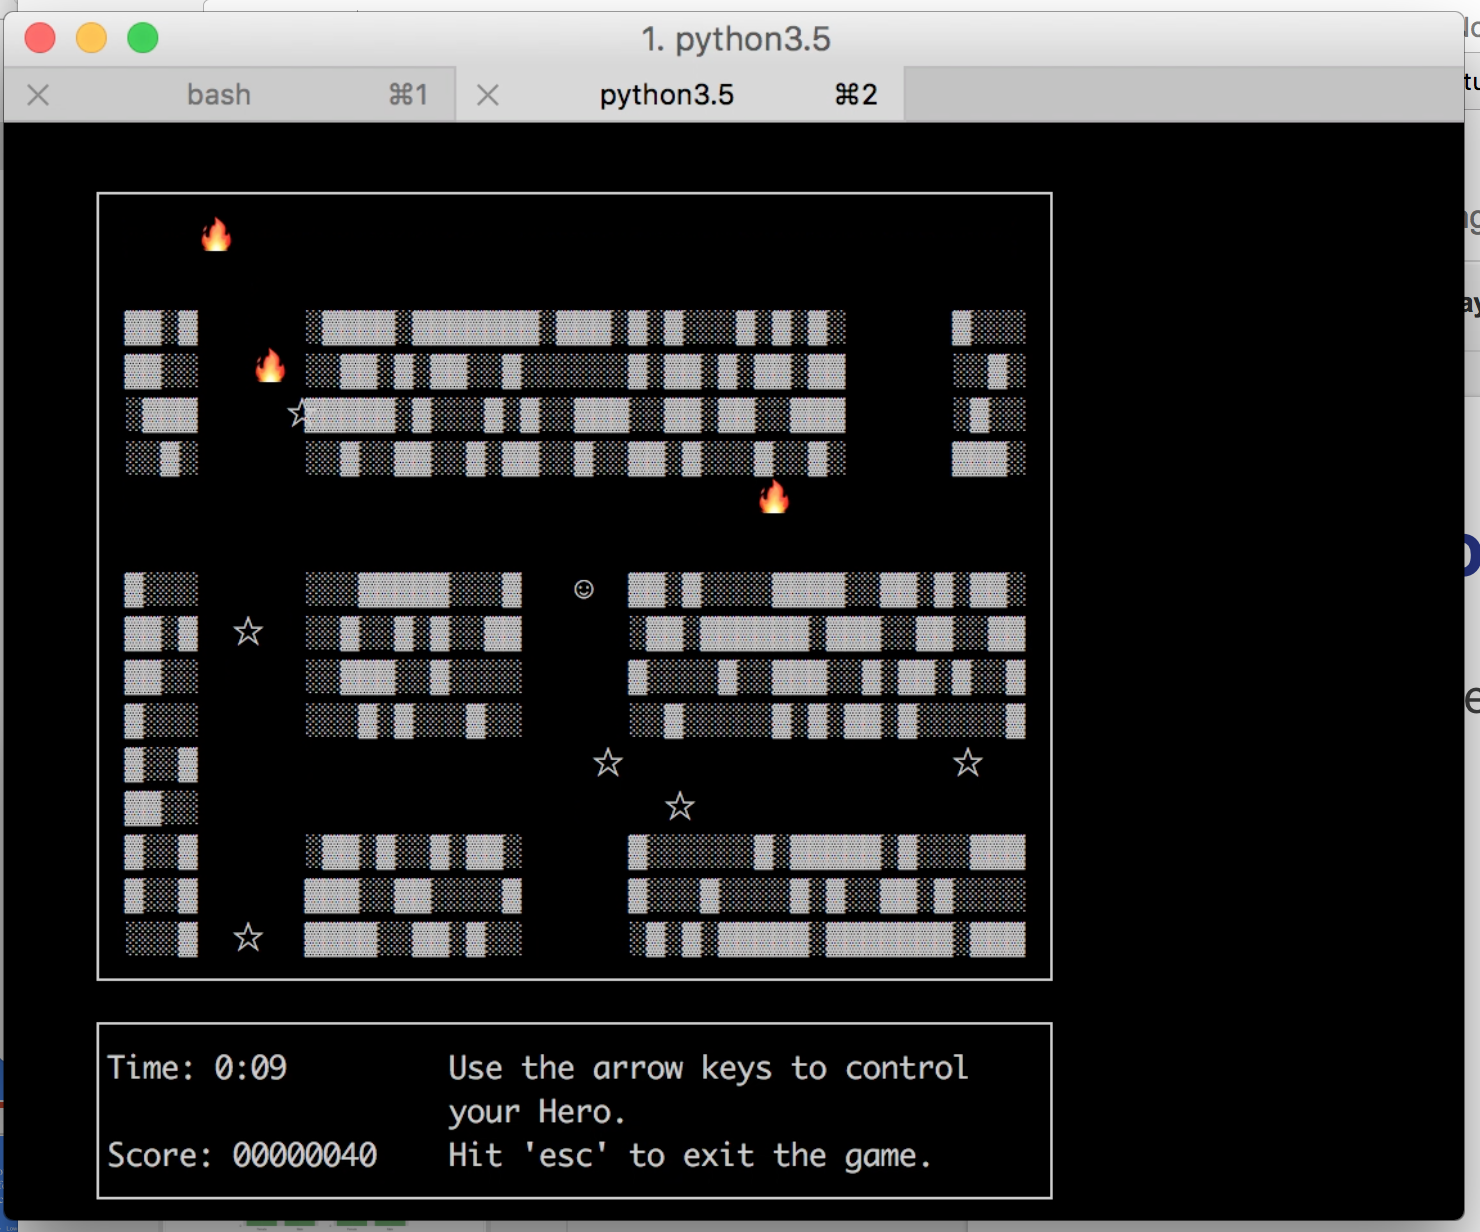 1. python3.5
bash ⌘1 python3.5 ⌘2
Time: 0:09
Use the arrow keys to control
your Hero.
Score: 00000040
Hit 'esc' to exit the game.